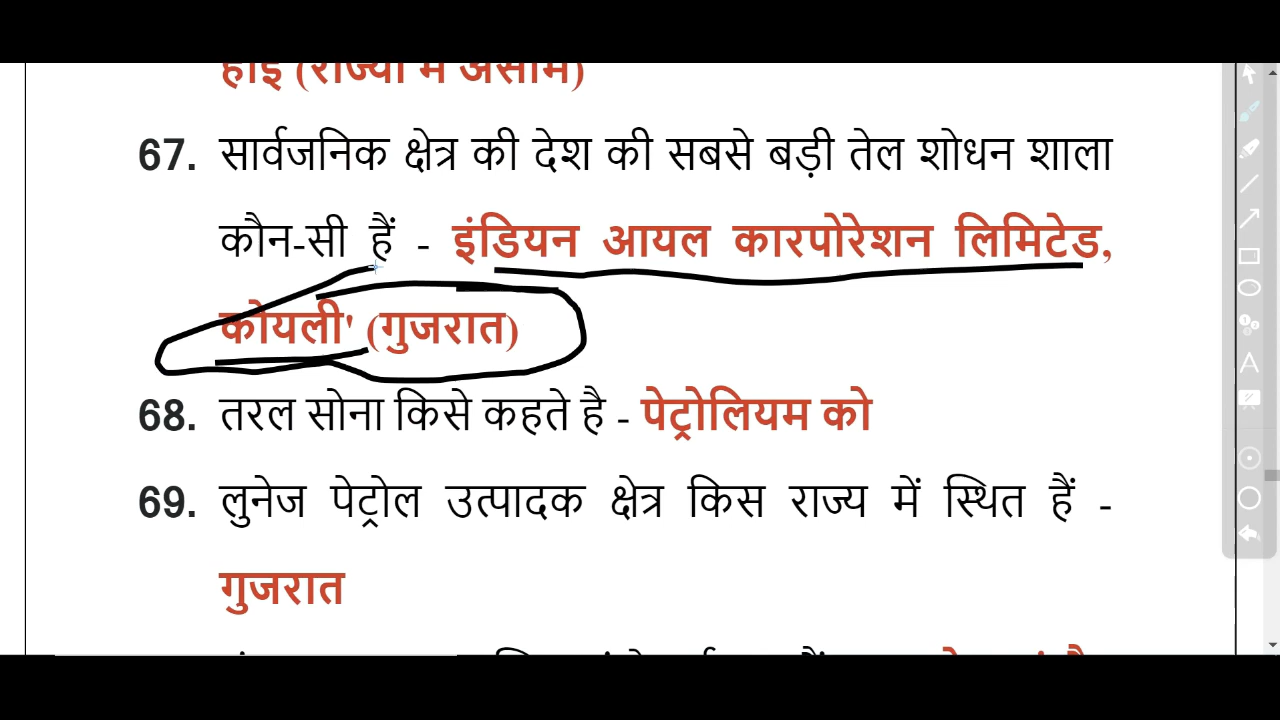 होइ (राज्यों में असोम)
67. सार्वजनिक क्षेत्र की देश की सबसे बड़ी तेल शोधन शाला
कौन-सी हैं - इंडियन आयल कारपोरेशन लिमिटेड,
कोयली' (गुजरात)
68. तरल सोना किसे कहते है - पेट्रोलियम को
69. लुनेज पेट्रोल उत्पादक क्षेत्र किस राज्य में स्थित हैं -
गुजरात